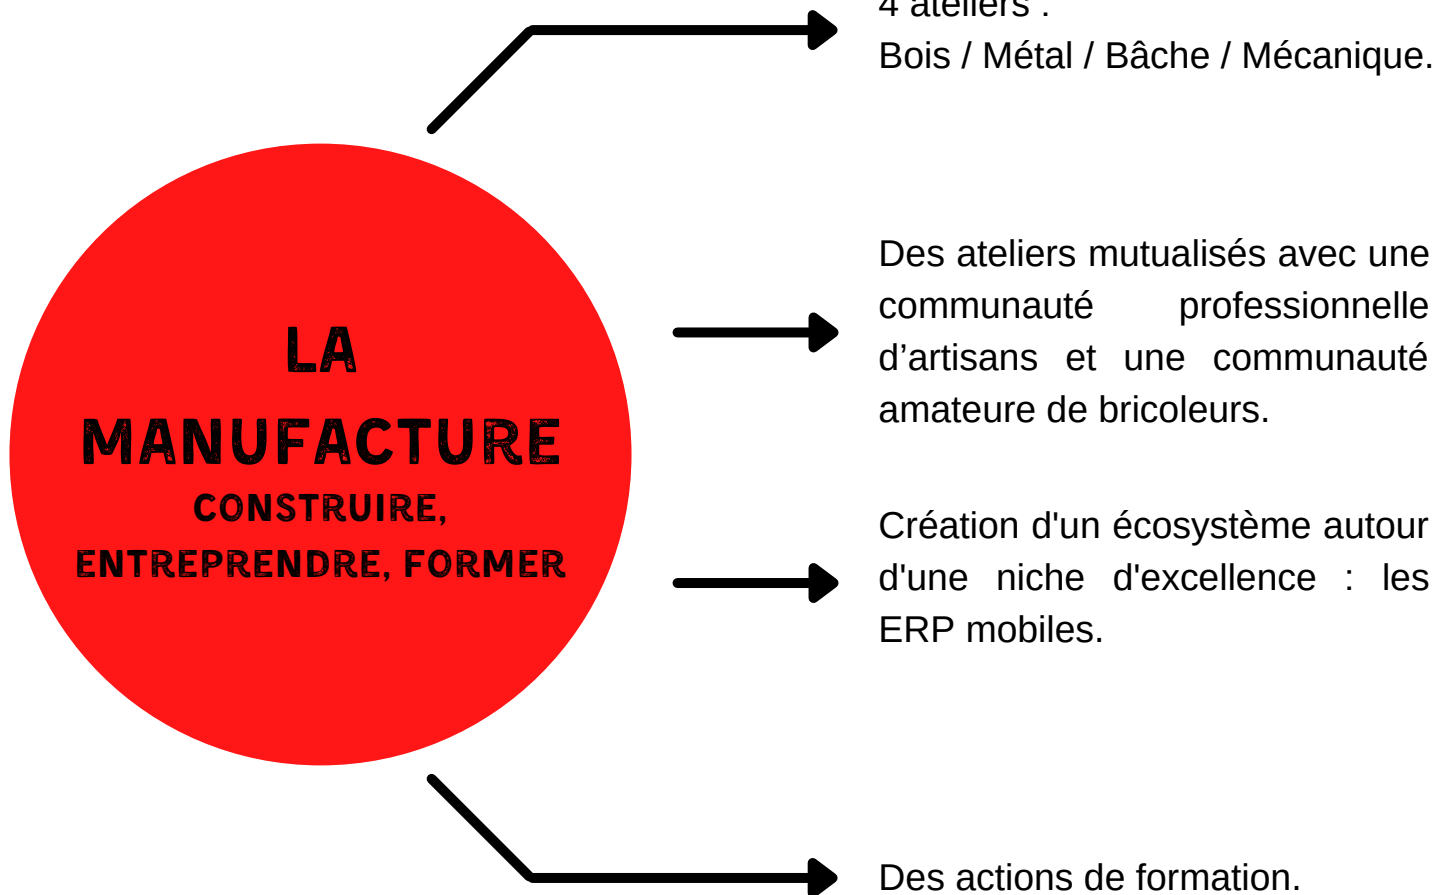 4 ateliers :
Bois / Métal / Bâche / Mécanique.
Des ateliers mutualisés avec une
communauté professionnelle
d’artisans et une communauté
amateure de bricoleurs.
LA
MANUFACTURE
CONSTRUIRE,
ENTREPRENDRE, FORMER
Création d'un écosystème autour
d'une niche d'excellence : les
ERP mobiles.
Des actions de formation.